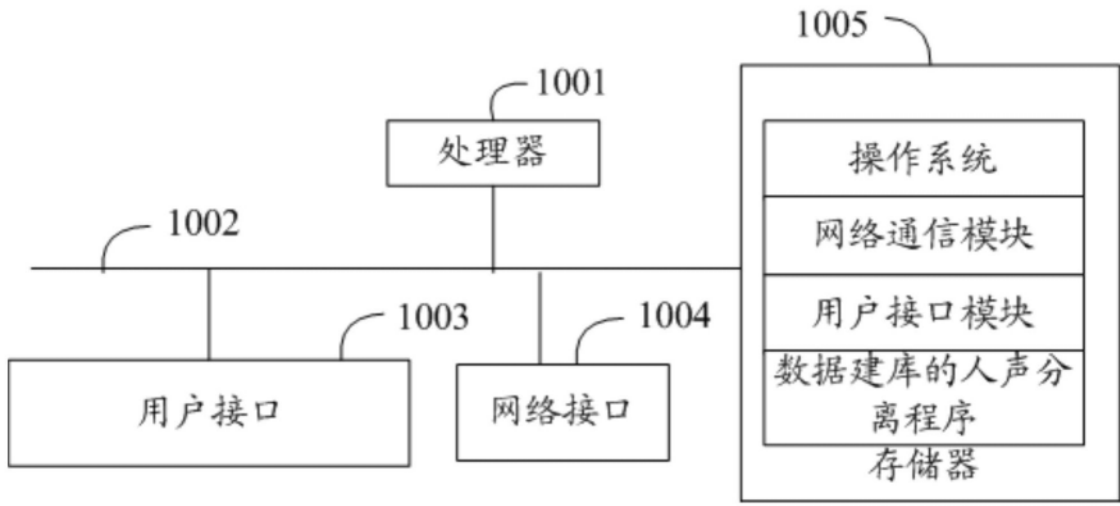 1005
1001
处理器
操作系统
1002
网络通信模块
1003
1004
用户接口模块
用户接口
网络接口
数据建库的人声分
离程序
存储器